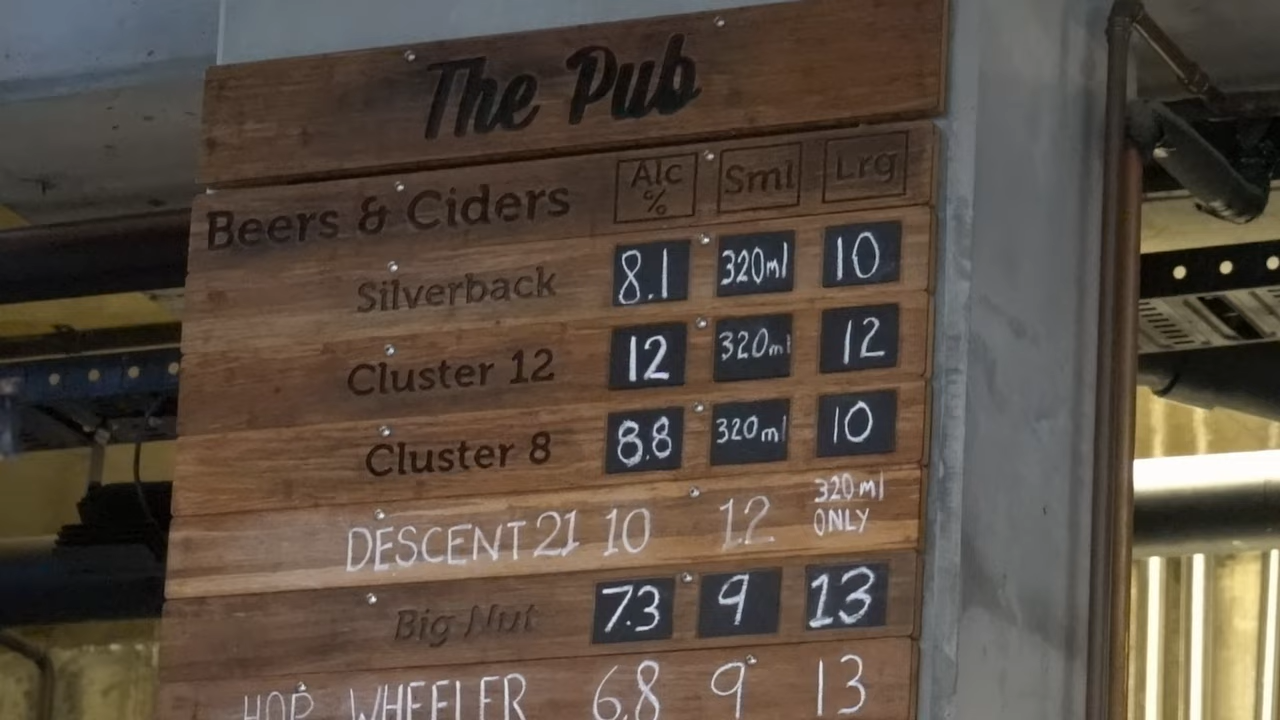 The Pub
Beers & Ciders Alc % Sml Lrg
Silverback 8.1 320ml 10
Cluster 12 12 320ml 12
Cluster 8 8.8 320ml 10
DESCENT 21 10 12 320ml ONLY
Big Nut 7.3 9 13
HOP WHEELER 6.8 9 13